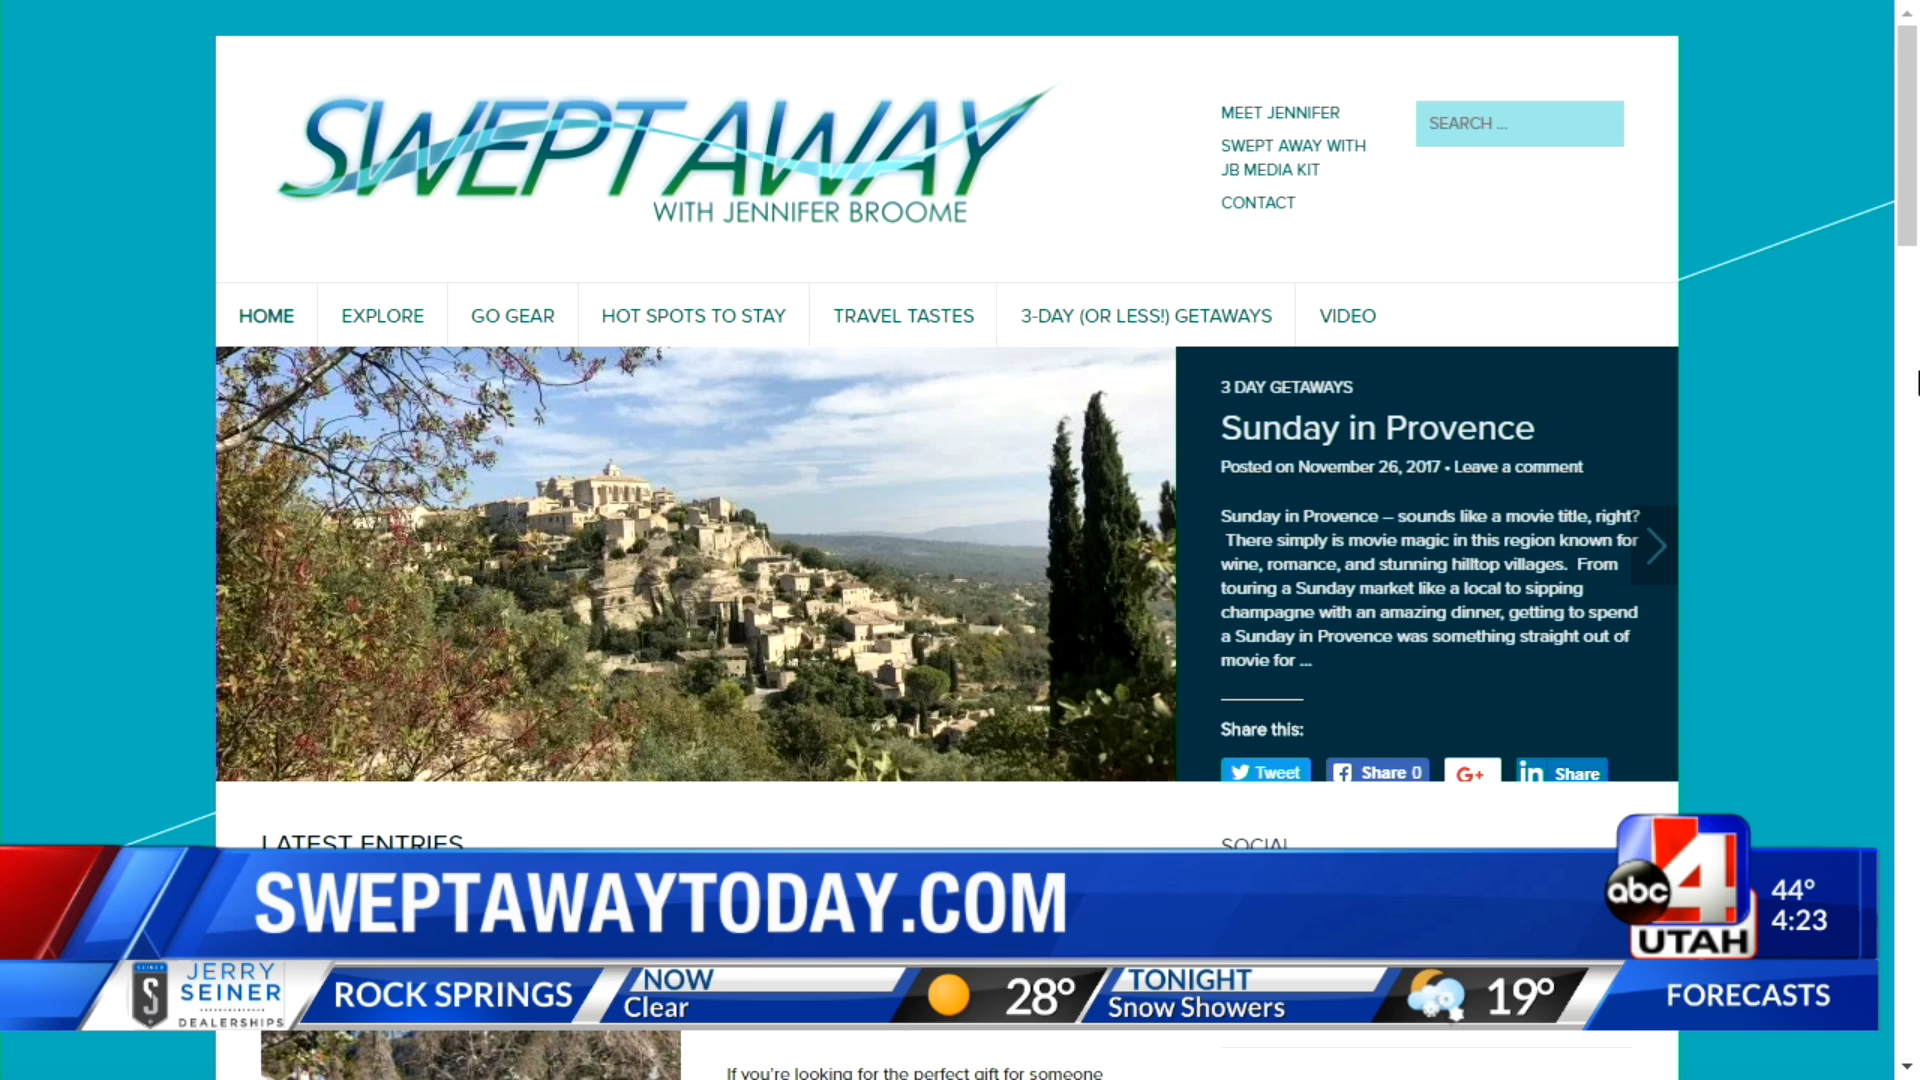 SWEPT AWAY
WITH JENNIFER BROOME
MEET JENNIFER
SWEPT AWAY WITH
JB MEDIA KIT
CONTACT
SEARCH ...
HOME
EXPLORE
GO GEAR
HOT SPOTS TO STAY
TRAVEL TASTES
3-DAY (OR LESS!) GETAWAYS
VIDEO
3 DAY GETAWAYS
Sunday in Provence
Posted on November 26, 2017 • Leave a comment
Sunday in Provence – sounds like a movie title, right?
There simply is movie magic in this region known for
wine, romance, and stunning hilltop villages.  From
touring a Sunday market like a local to sipping
champagne with an amazing dinner, getting to spend
a Sunday in Provence was something straight out of
movie for ...
Share this:
Tweet
Share 0
G+
in Share
LATEST ENTRIES
SOCIAL
SWEPTAWAYTODAY.COM
abc
4
UTAH
44°
4:23
SEINER
S
JERRY
SEINER
DEALERSHIPS
ROCK SPRINGS
NOW
Clear
28°
TONIGHT
Snow Showers
19°
FORECASTS
If you're looking for the perfect gift for someone